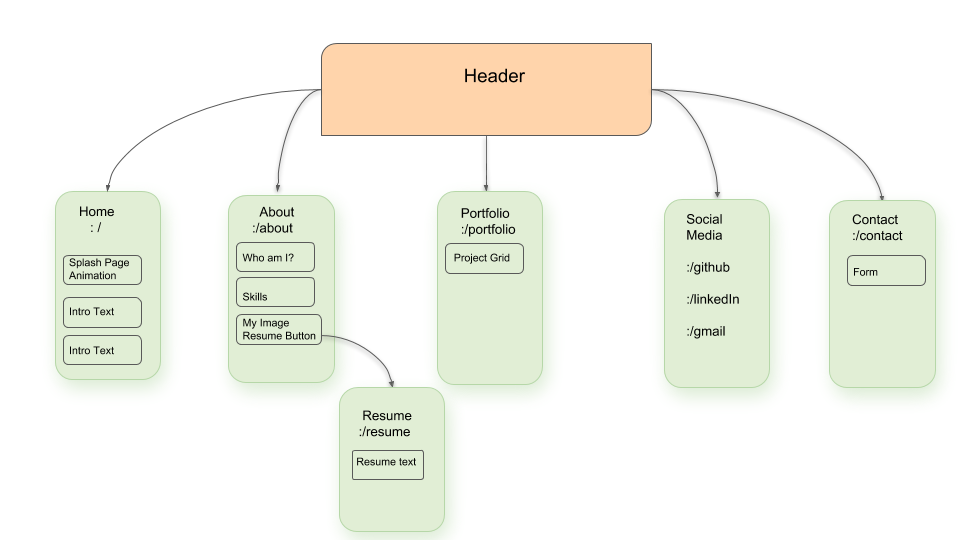 Header
Home
: /
Splash Page
Animation
Intro Text
Intro Text
About
:/about
Who am I?
Skills
My Image
Resume Button
Portfolio
:/portfolio
Project Grid
Social
Media
:/github
:/linkedIn
:/gmail
Contact
:/contact
Form
Resume
:/resume
Resume text